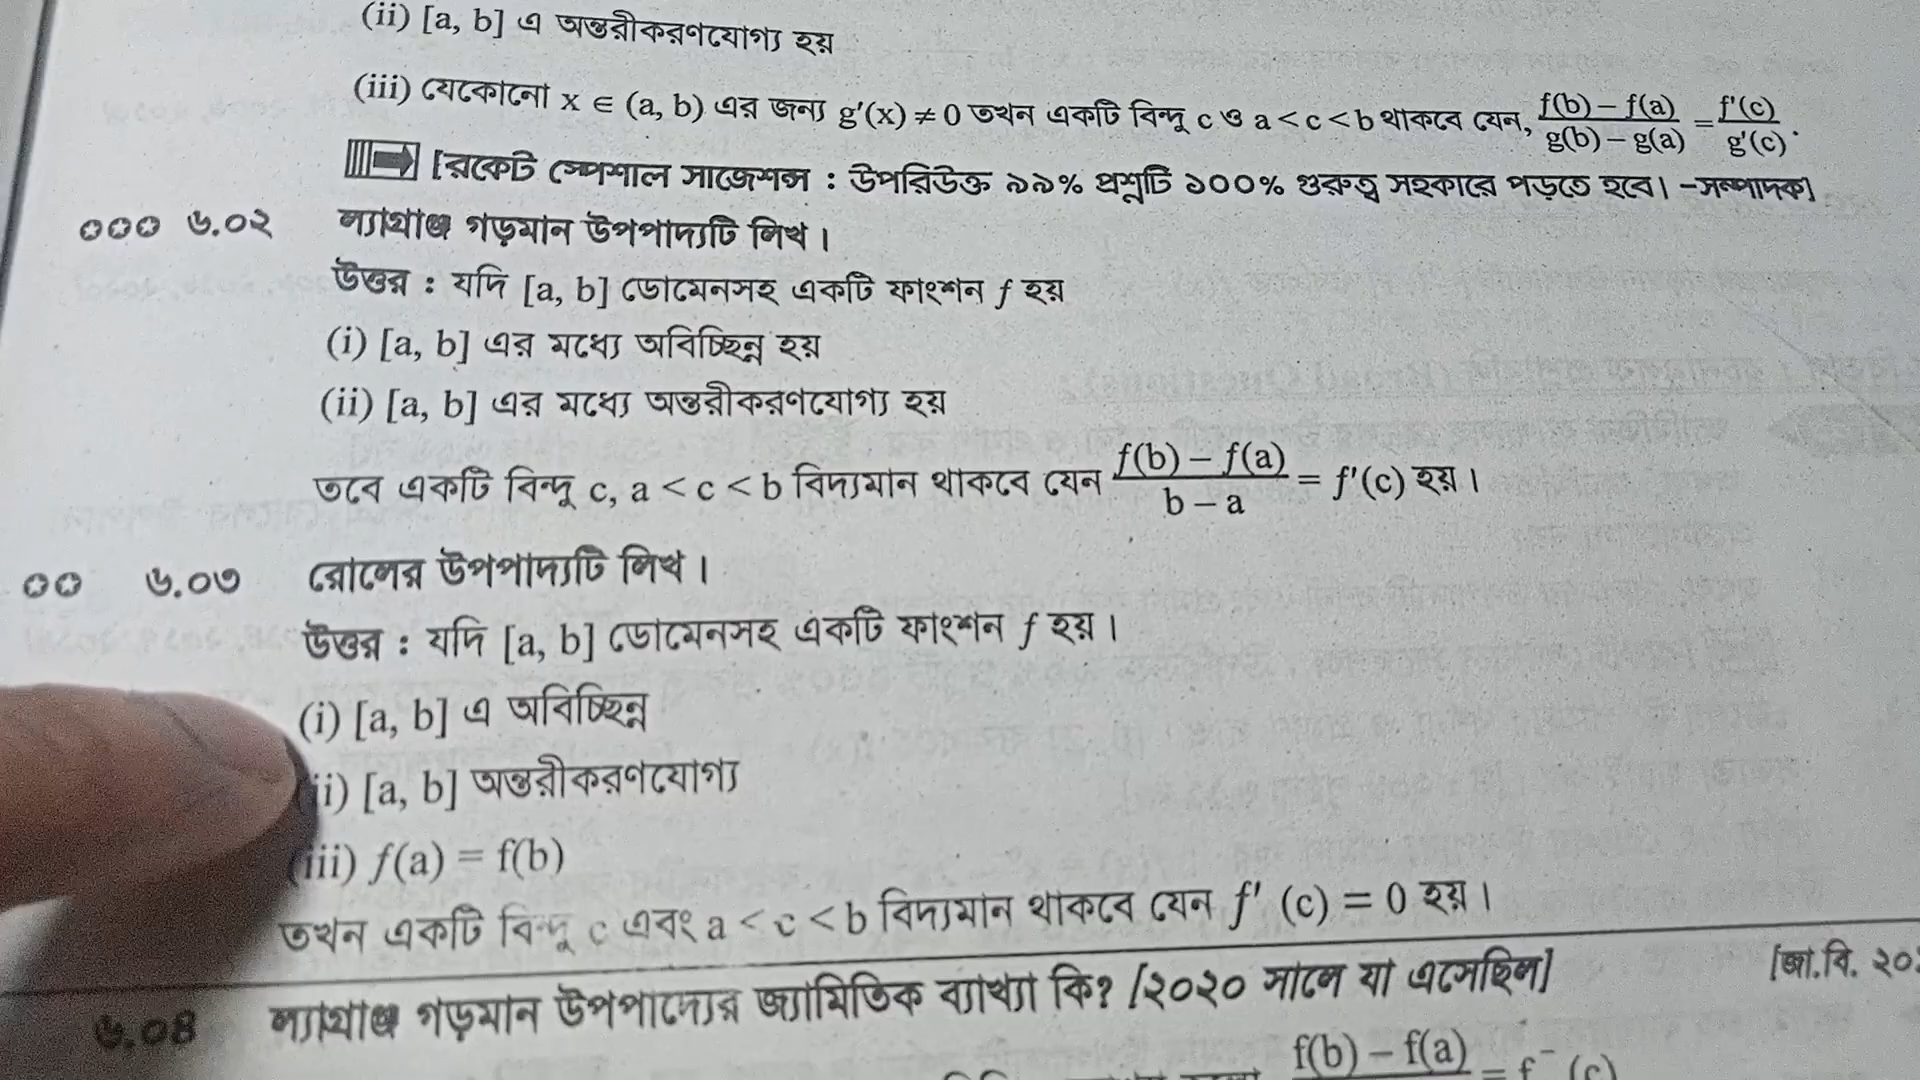 (ii) [a, b] এ অন্তরীকরণযোগ্য হয়
(iii) যেকোনো x ∈ (a, b) এর জন্য g′(x) ≠ 0 তখন একটি বিন্দু c ও a < c < b থাকবে যেন, f(b) – f(a) / g(b) – g(a) = f′(c) / g′(c).
[রকেট স্পেশাল সাজেশন্স : উপরিউক্ত ৯৯% প্রশ্নটি ১০০% গুরুত্ব সহকারে পড়তে হবে। –সম্পাদক]
৬.০২ ল্যাগ্রাঞ্জ গড়মান উপপাদ্যটি লিখ।
উত্তর : যদি [a, b] ডোমেনসহ একটি ফাংশন f হয়
(i) [a, b] এর মধ্যে অবিচ্ছিন্ন হয়
(ii) [a, b] এর মধ্যে অন্তরীকরণযোগ্য হয়
তবে একটি বিন্দু c, a < c < b বিদ্যমান থাকবে যেন f(b) – f(a) / b – a = f′(c) হয়।
৬.০৩ রোলের উপপাদ্যটি লিখ।
উত্তর : যদি [a, b] ডোমেনসহ একটি ফাংশন f হয়।
(i) [a, b] এ অবিচ্ছিন্ন
(ii) [a, b] অন্তরীকরণযোগ্য
(iii) f(a) = f(b)
তখন একটি বিন্দু c এবং a < c < b বিদ্যমান থাকবে যেন f′ (c) = 0 হয়।
[জা.বি. ২০
৬.০৪ ল্যাগ্রাঞ্জ গড়মান উপপাদ্যের জ্যামিতিক ব্যাখ্যা কি? [২০২০ সালে যা এসেছিল]
f(b) – f(a)